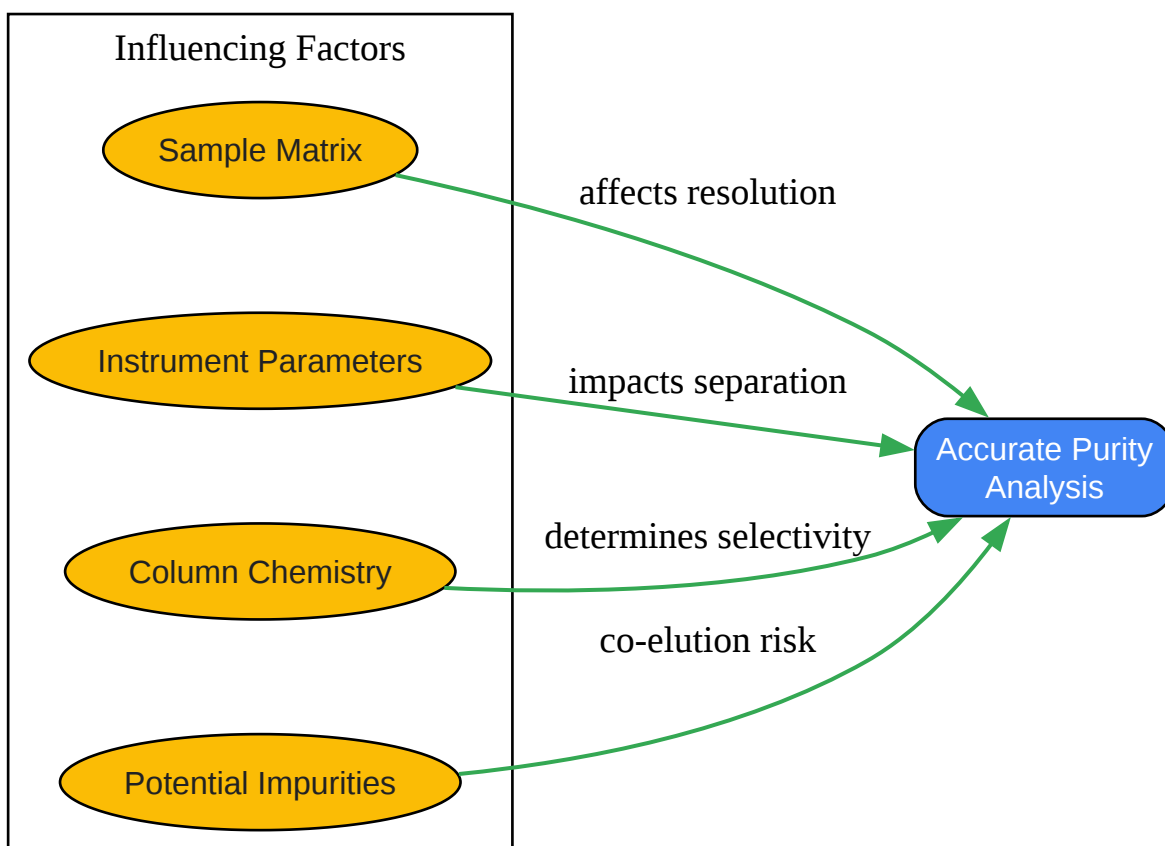 Influencing Factors
Sample Matrix
affects resolution
Instrument Parameters
impacts separation
Accurate Purity
Analysis
Column Chemistry
determines selectivity
co-elution risk
Potential Impurities